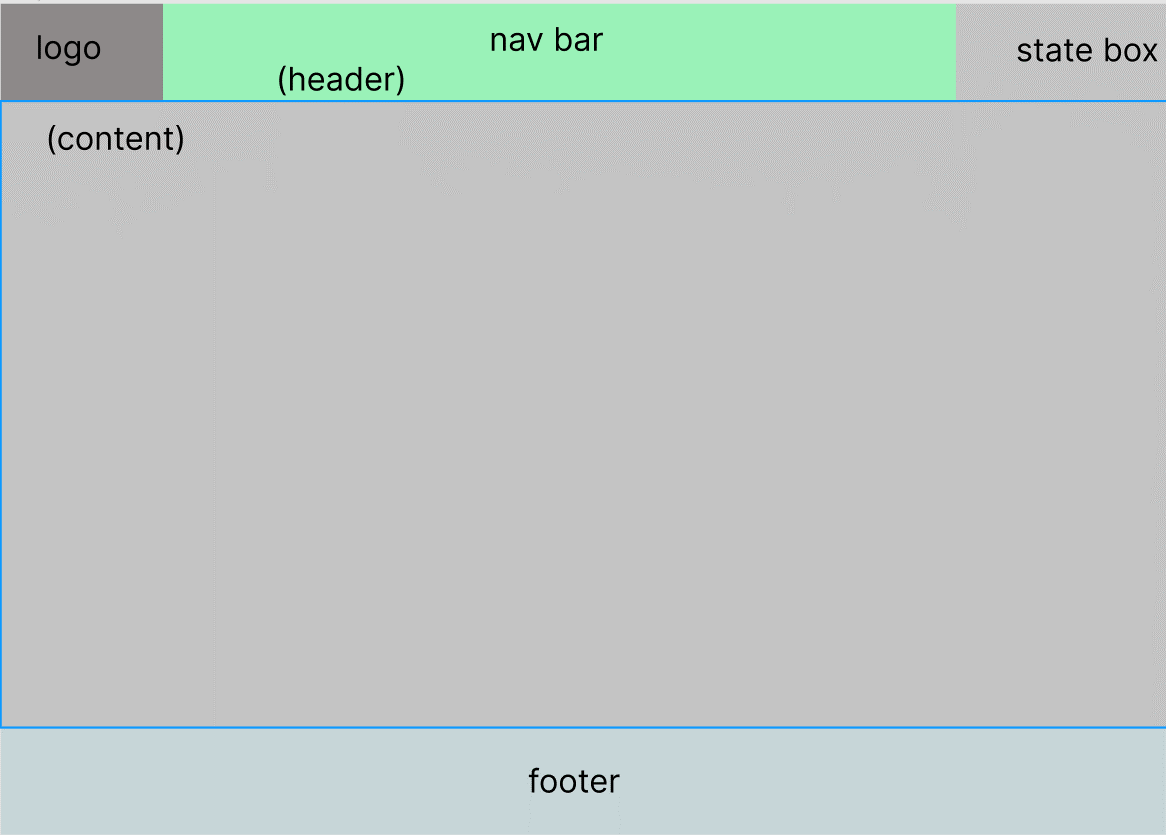 logo
nav bar
state box
(header)
(content)
footer